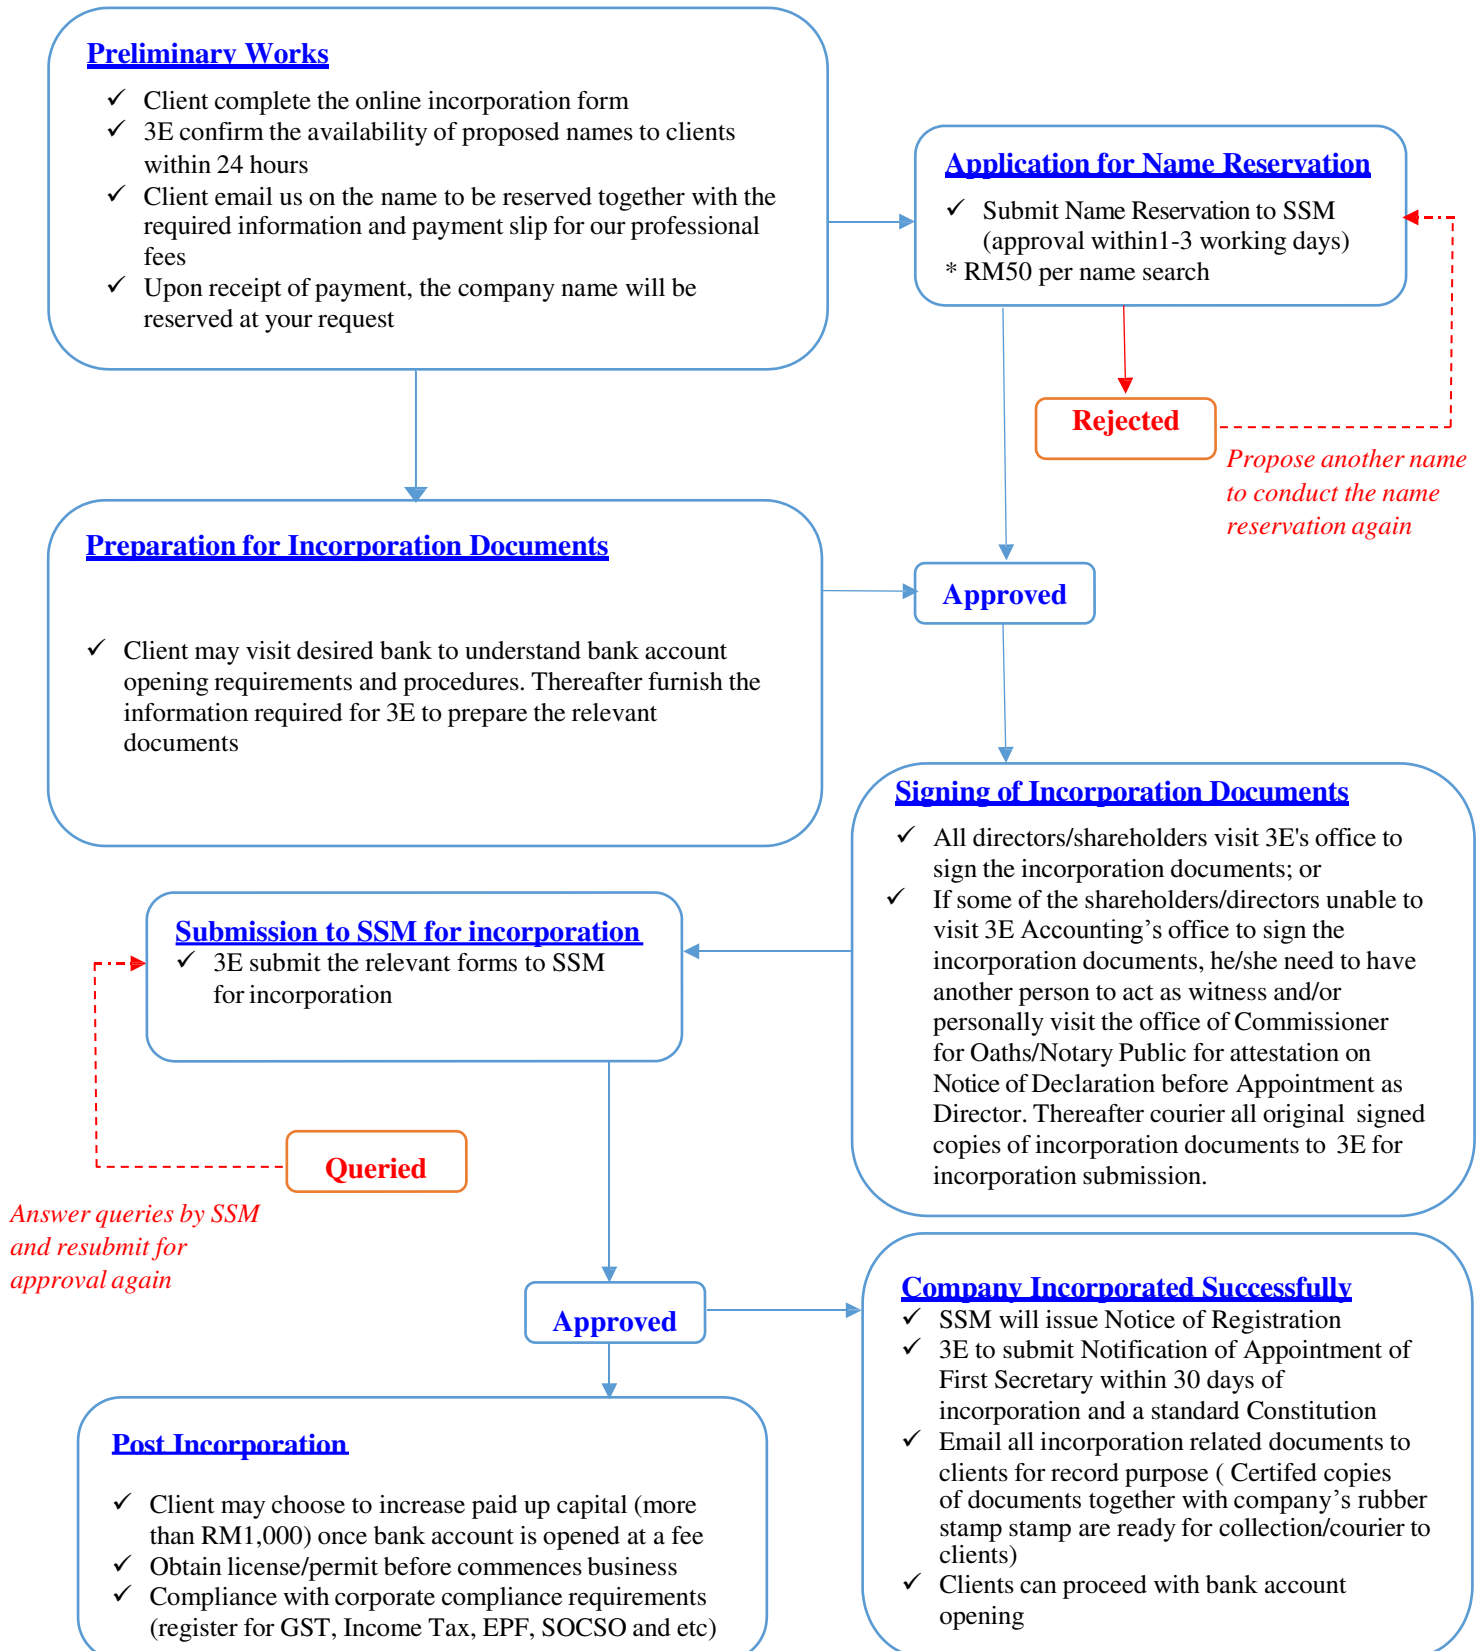 Preliminary Works
✓ Client complete the online incorporation form
✓ 3E confirm the availability of proposed names to clients
within 24 hours
✓ Client email us on the name to be reserved together with the
required information and payment slip for our professional
fees
✓ Upon receipt of payment, the company name will be
reserved at your request
Application for Name Reservation
✓ Submit Name Reservation to SSM
(approval within1-3 working days)
* RM50 per name search
Rejected
Propose another name
to conduct the name
reservation again
Preparation for Incorporation Documents
✓ Client may visit desired bank to understand bank account
opening requirements and procedures. Thereafter furnish the
information required for 3E to prepare the relevant
documents
Approved
Signing of Incorporation Documents
✓ All directors/shareholders visit 3E's office to
sign the incorporation documents; or
✓ If some of the shareholders/directors unable to
visit 3E Accounting’s office to sign the
incorporation documents, he/she need to have
another person to act as witness and/or
personally visit the office of Commissioner
for Oaths/Notary Public for attestation on
Notice of Declaration before Appointment as
Director. Thereafter courier all original signed
copies of incorporation documents to 3E for
incorporation submission.
Submission to SSM for incorporation
✓ 3E submit the relevant forms to SSM
for incorporation
Queried
Answer queries by SSM
and resubmit for
approval again
Approved
Company Incorporated Successfully
✓ SSM will issue Notice of Registration
✓ 3E to submit Notification of Appointment of
First Secretary within 30 days of
incorporation and a standard Constitution
✓ Email all incorporation related documents to
clients for record purpose ( Certifed copies
of documents together with company’s rubber
stamp stamp are ready for collection/courier to
clients)
✓ Clients can proceed with bank account
opening
Post Incorporation
✓ Client may choose to increase paid up capital (more
than RM1,000) once bank account is opened at a fee
✓ Obtain license/permit before commences business
✓ Compliance with corporate compliance requirements
(register for GST, Income Tax, EPF, SOCSO and etc)